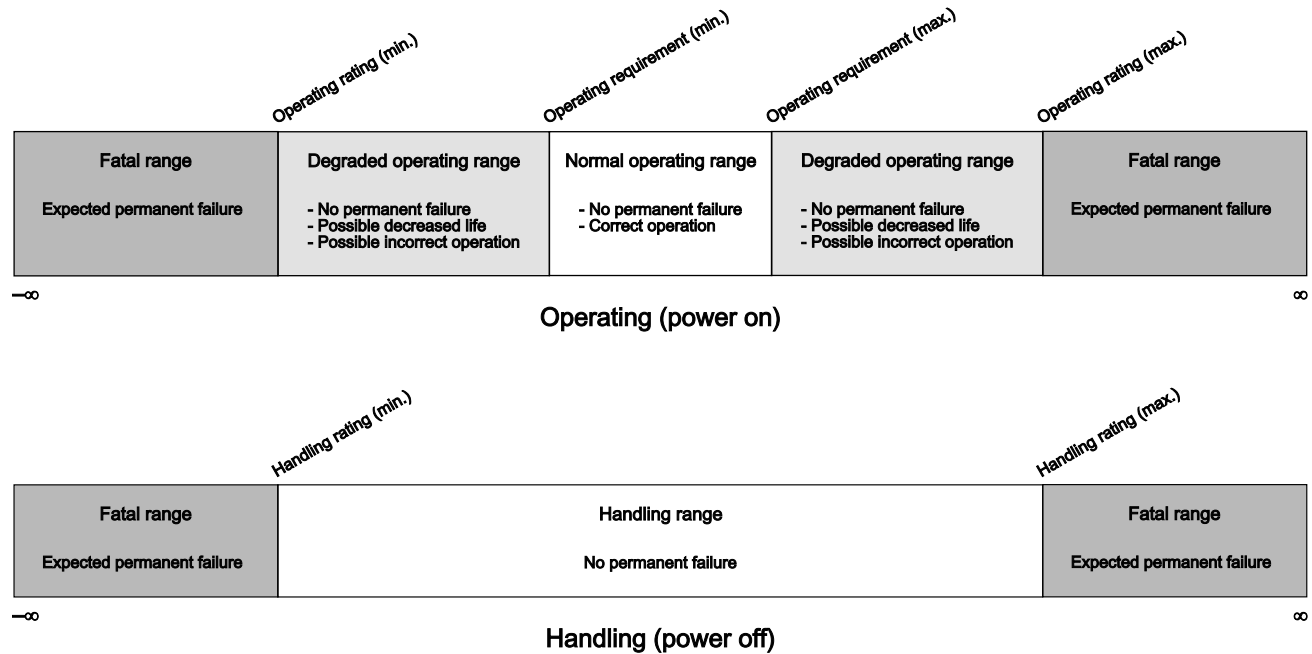 Operating rating (min.)
Operating requirement (min.)
Operating requirement (max.)
Operating rating (max.)
Fatal range
Expected permanent failure
Degraded operating range
- No permanent failure
- Possible decreased life
- Possible incorrect operation
Normal operating range
- No permanent failure
- Correct operation
Degraded operating range
- No permanent failure
- Possible decreased life
- Possible incorrect operation
Fatal range
Expected permanent failure
–∞
∞
Operating (power on)
Handling rating (min.)
Handling rating (max.)
Fatal range
Expected permanent failure
Handling range
No permanent failure
Fatal range
Expected permanent failure
–∞
∞
Handling (power off)